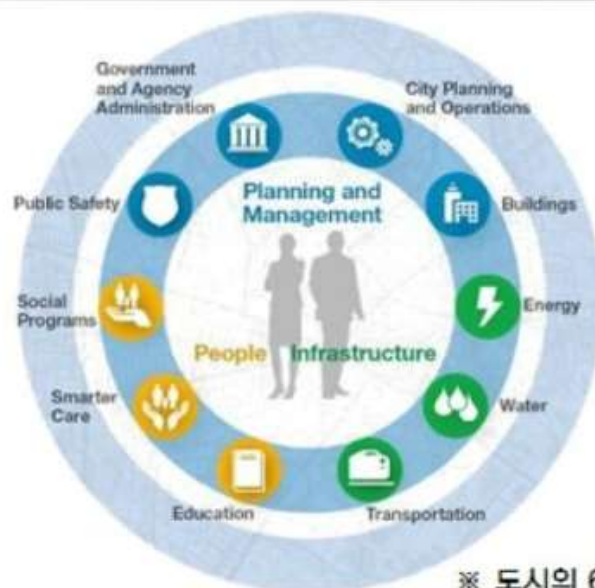 Government
and Agency
Administration
City Planning
and Operations
Planning and
Management
Public Safety
Buildings
Social
Programs
Energy
People
Infrastructure
Smarter
Care
Water
Education
Transportation
※ 도시의